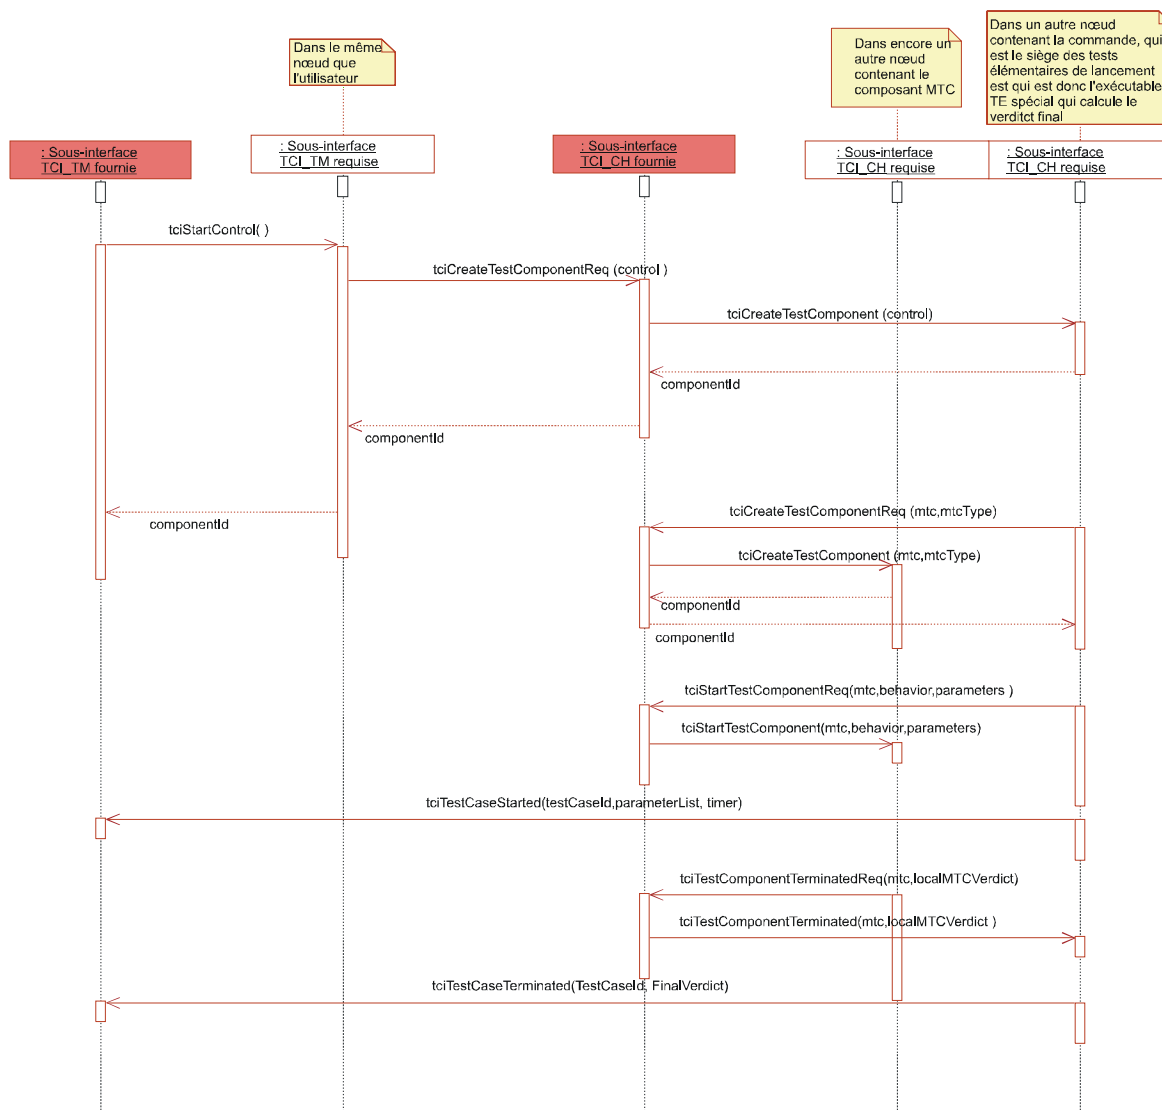 Dans le même
nœud que
l'utilisateur
Dans encore un
autre nœud
contenant le
composant MTC
Dans un autre nœud
contenant la commande, qui
est le siège des tests
élémentaires de lancement
est qui est donc l'exécutable
TE spécial qui calcule le
verditct final
: Sous-interface
TCI_TM fournie
: Sous-interface
TCI_TM requise
: Sous-interface
TCI_CH fournie
: Sous-interface
TCI_CH requise
: Sous-interface
TCI_CH requise
tciStartControl( )
tciCreateTestComponentReq (control )
tciCreateTestComponent (control)
componentId
componentId
componentId
tciCreateTestComponentReq (mtc,mtcType)
tciCreateTestComponent (mtc,mtcType)
componentId
componentId
tciStartTestComponentReq(mtc,behavior,parameters )
tciStartTestComponent(mtc,behavior,parameters)
tciTestCaseStarted(testCaseId,parameterList, timer)
tciTestComponentTerminatedReq(mtc,localMTCVerdict)
tciTestComponentTerminated(mtc,localMTCVerdict )
tciTestCaseTerminated(TestCaseId, FinalVerdict)